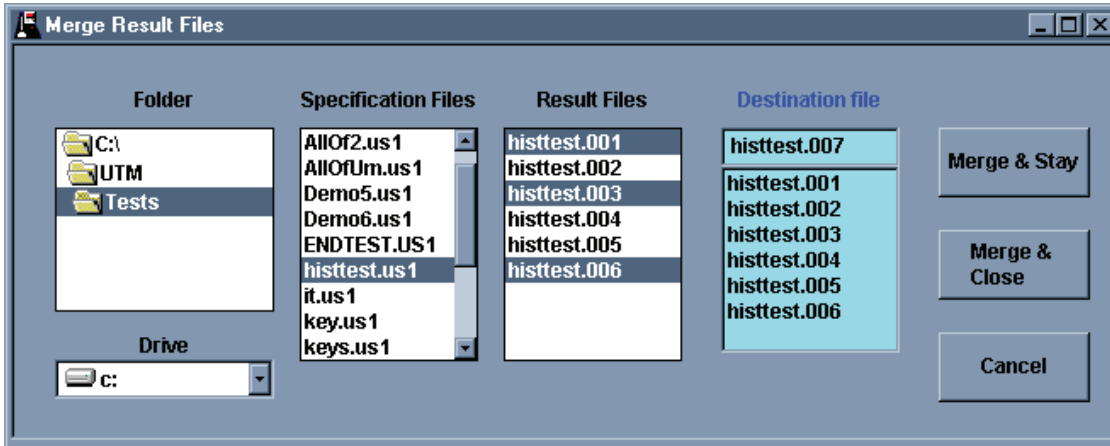 Merge Result Files
Folder
C:\
UTM
Tests
Drive
c:
Specification Files
AllOf2.us1
AllOfUm.us1
Demo5.us1
Demo6.us1
ENDTEST.US1
histtest.us1
it.us1
key.us1
keys.us1
Result Files
histtest.001
histtest.002
histtest.003
histtest.004
histtest.005
histtest.006
Destination file
histtest.007
histtest.001
histtest.002
histtest.003
histtest.004
histtest.005
histtest.006
Merge & Stay
Merge &
Close
Cancel